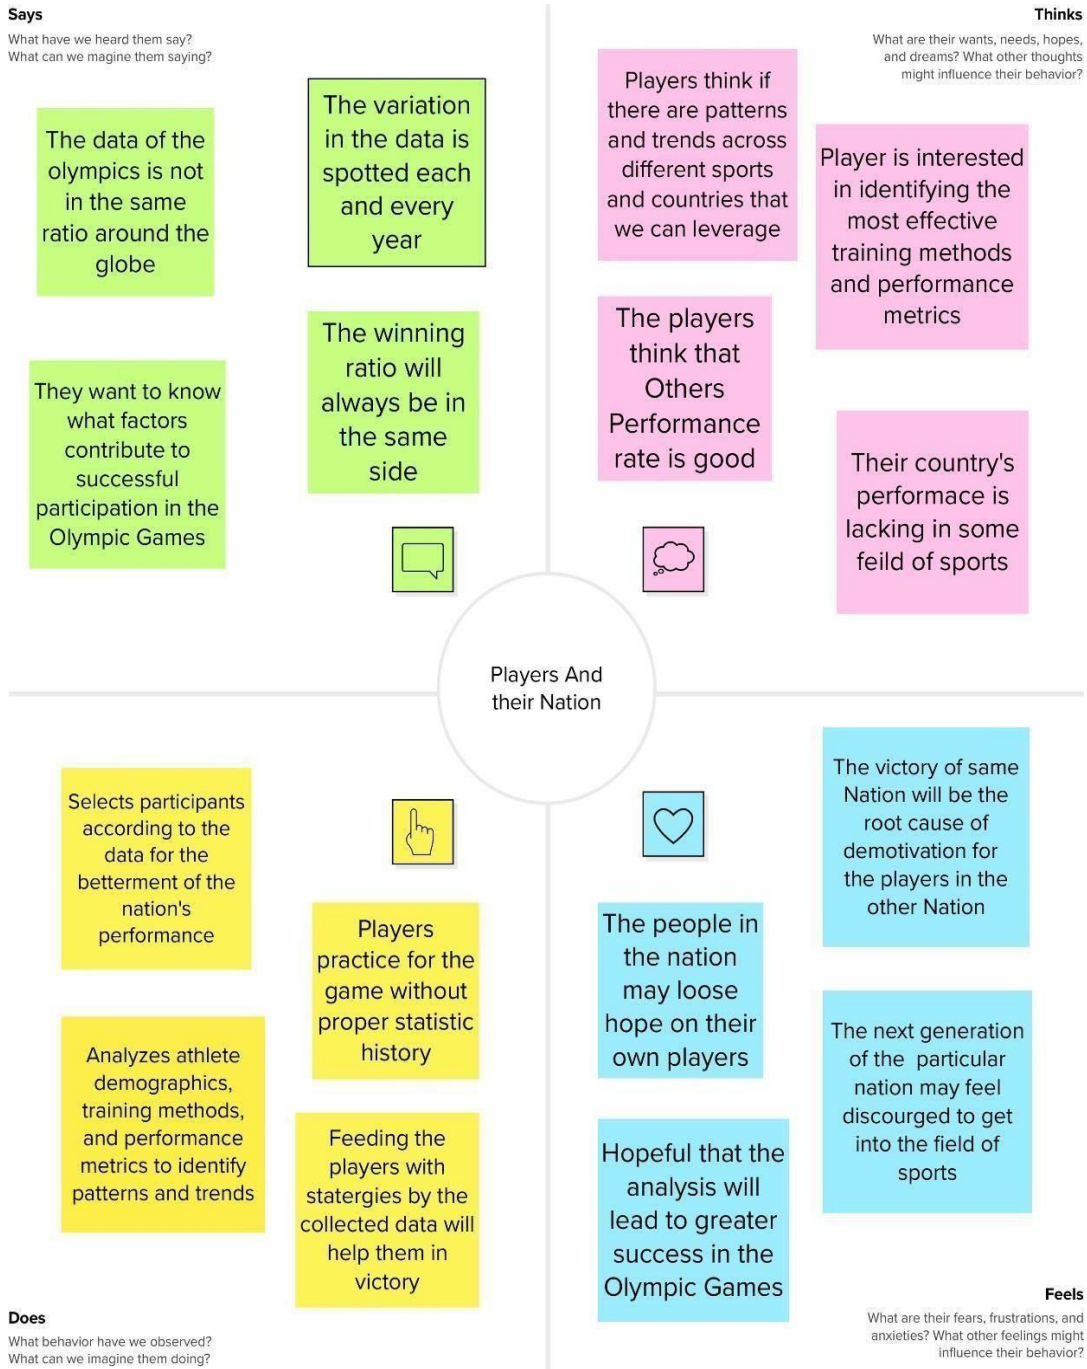 Says
What have we heard them say?
What can we magine them saying?
The data of the
olympics is not
in the same
ratio around the
globe
The variation
in the data is
spotted each
and every
year
They want to know
what factors
contribute to
successful
participation in the
Olympic Games
The winning
ratio will
always be in
the same
side
Thinks
What are their wants, needs, hopes,
and dreams? What other thoughts
might influence their behavior?
Players think if
there are patterns
and trends across
different sports
and countries that
we can leverage
Player is interested
in identifying the
most effective
training methods
and performance
metrics
The players
think that
Others
Performance
rate is good
Their country's
performace is
lacking in some
feild of sports
Players And
their Nation
Selects participants
according to the
data for the
betterment of the
nation's
performance
Players
practice for the
game without
proper statistic
history
Analyzes athlete
demographics,
training methods,
and performance
metrics to identify
patterns and trends
Feeding the
players with
statergies by the
collected data will
help them in
victory
Does
What behavior have we observed?
What can we imagine them doing?
The victory of same
Nation will be the
root cause of
demotivation for
the players in the
other Nation
The people in
the nation
may loose
hope on their
own players
The next generation
of the particular
nation may feel
discourged to get
into the field of
sports
Hopeful that the
analysis will
lead to greater
success in the
Olympic Games
Feels
What are their fears, frustrations, and
anxieties? What other feelings might
influence their behavior?